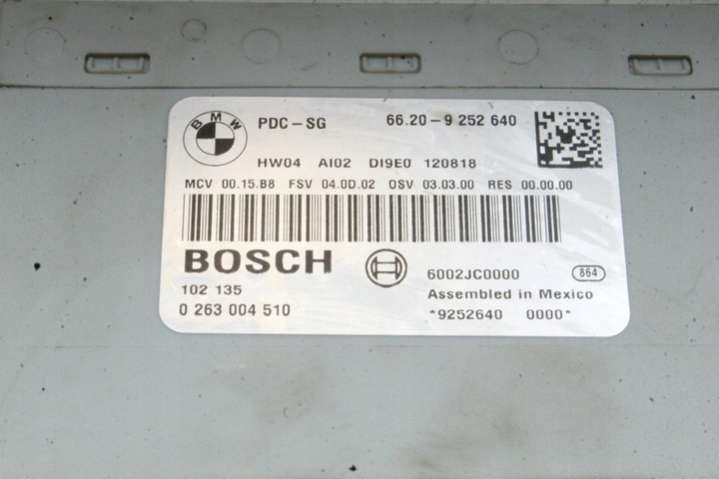 BMW PDC-SG 66.20-9 252 640
HW04 AI02 DI9E0 120818
MCV 00.15.B8 FSV 04.0D.02 OSV 03.03.00 RES 00.00.00
BOSCH
6002JC0000 864
102 135 Assembled in Mexico
0 263 004 510 *9252640 0000*